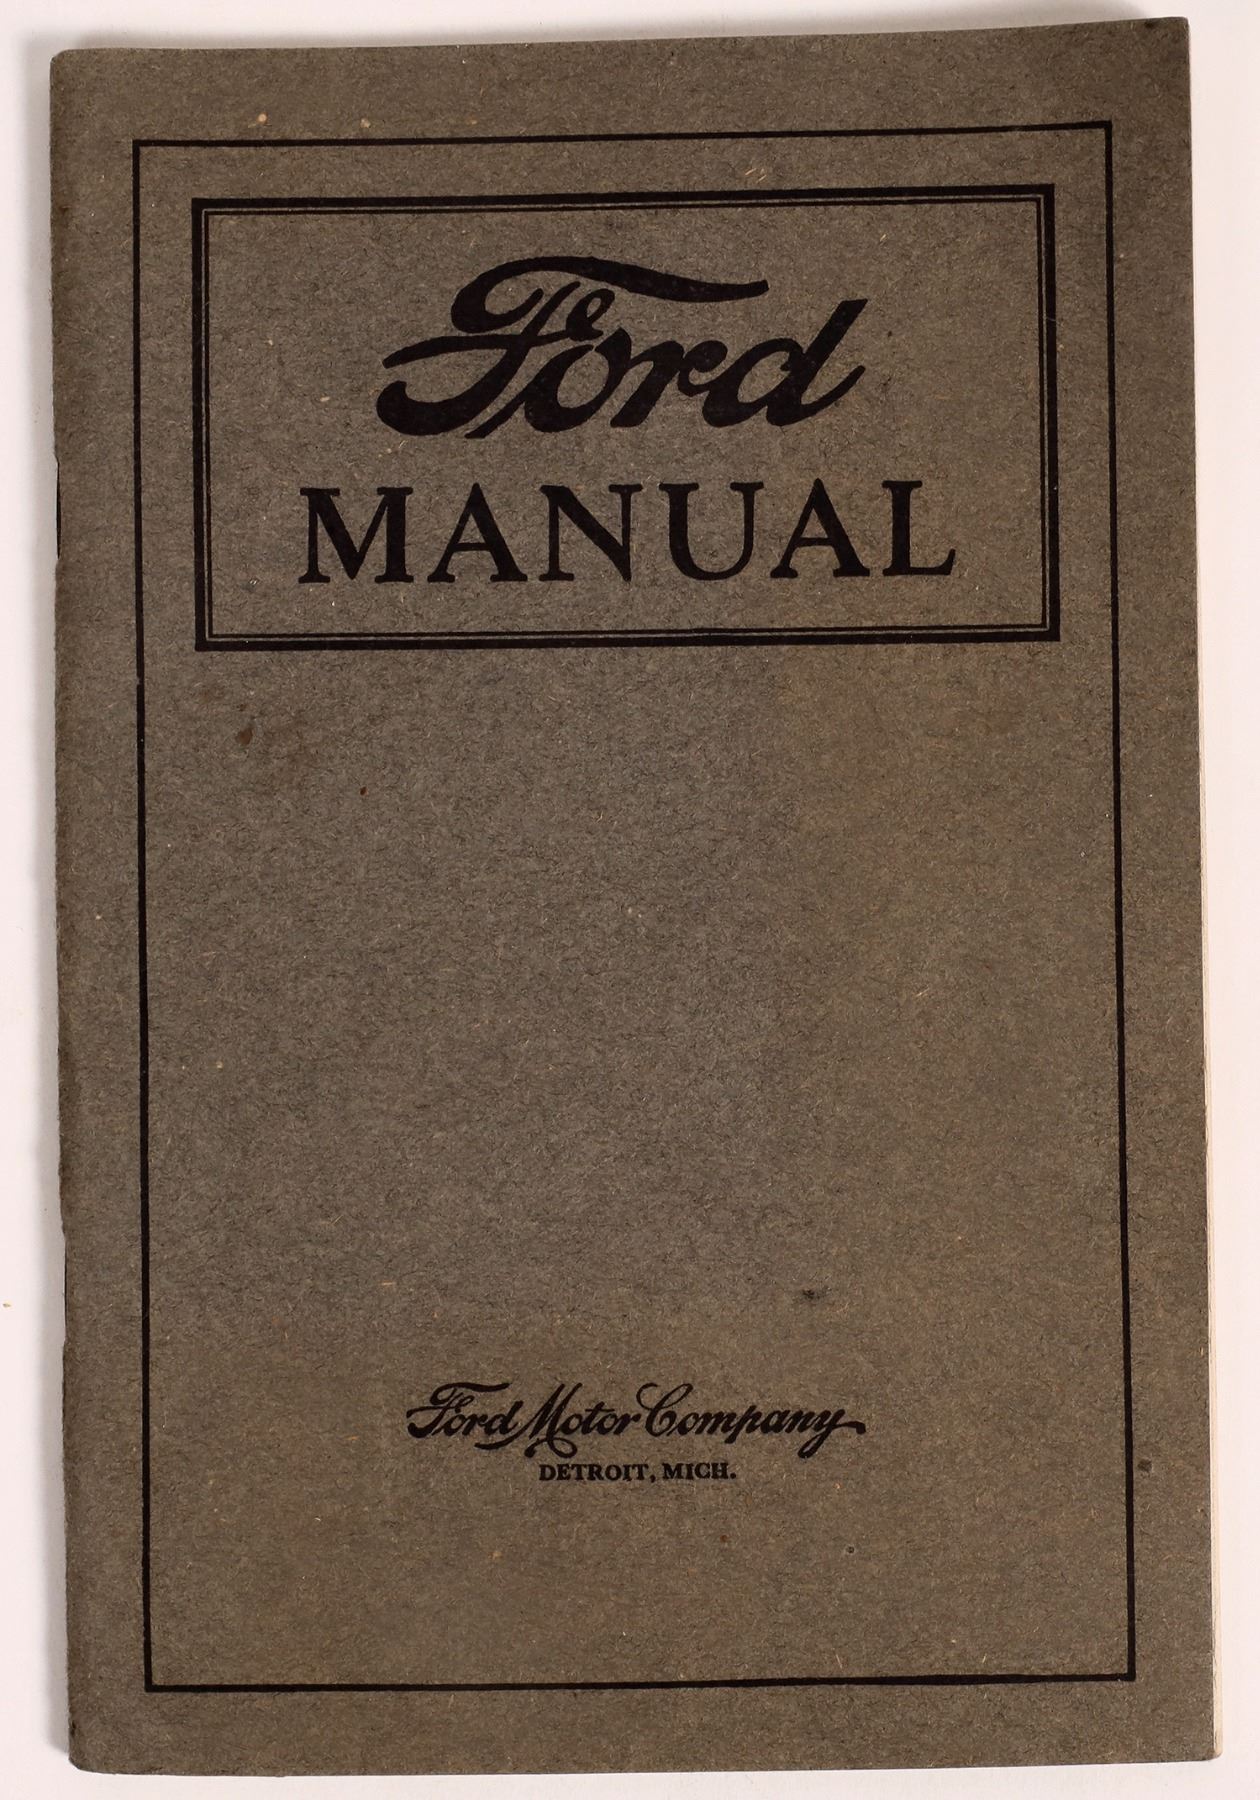 Ford
MANUAL
Ford Motor Company
DETROIT, MICH.